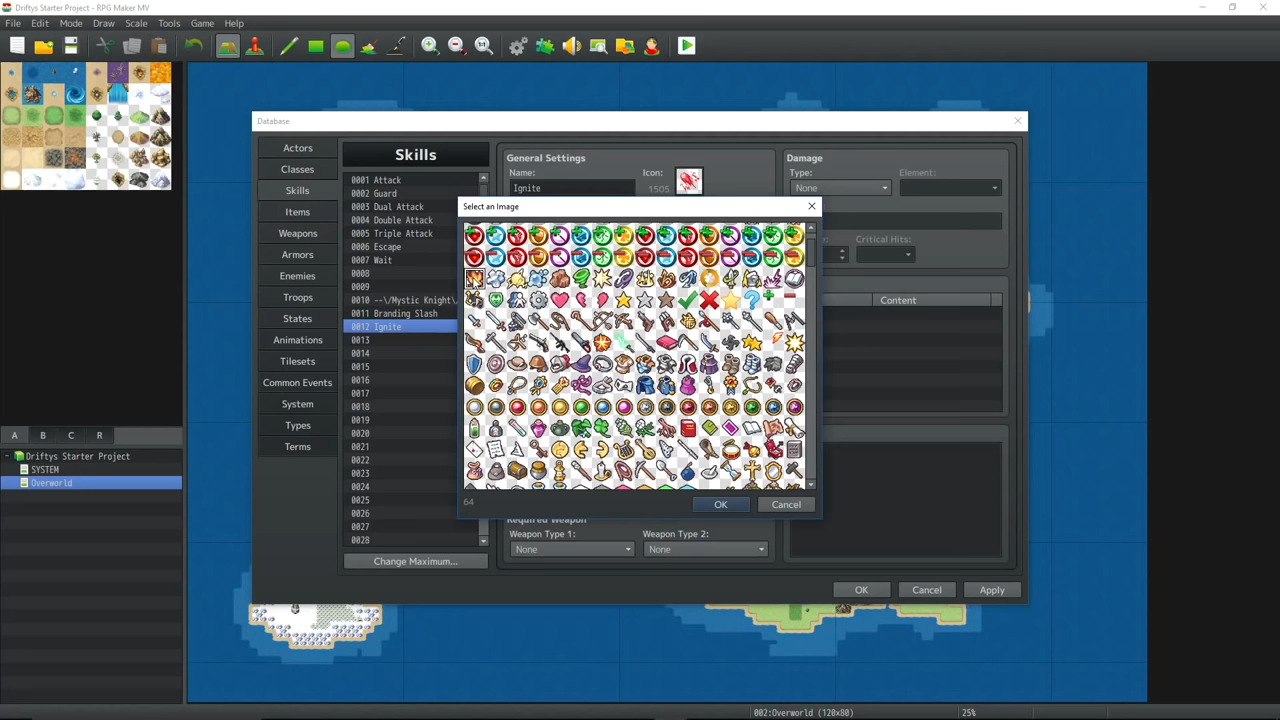 Driftys Starter Project - RPG Maker MV
File Edit Mode Draw Scale Tools Game Help
1:1
Database
Actors
Classes
Skills
Items
Weapons
Armors
Enemies
Troops
States
Animations
Tilesets
Common Events
System
Types
Terms
Skills
0001 Attack
0002 Guard
0003 Dual Attack
0004 Double Attack
0005 Triple Attack
0006 Escape
0007 Wait
0008
0009
0010 --\/Mystic Knight\/
0011 Branding Slash
0012 Ignite
0013
0014
0015
0016
0017
0018
0019
0020
0021
0022
0023
0024
0025
0026
0027
0028
Change Maximum...
General Settings
Name:
Icon:
Ignite
1505
Damage
Type:
Element:
None
Critical Hits:
Content
Select an Image
64
OK
Cancel
Required Weapon
Weapon Type 1:
Weapon Type 2:
None
None
OK
Cancel
Apply
A B C R
Driftys Starter Project
SYSTEM
Overworld
002:Overworld (120x80)
25%